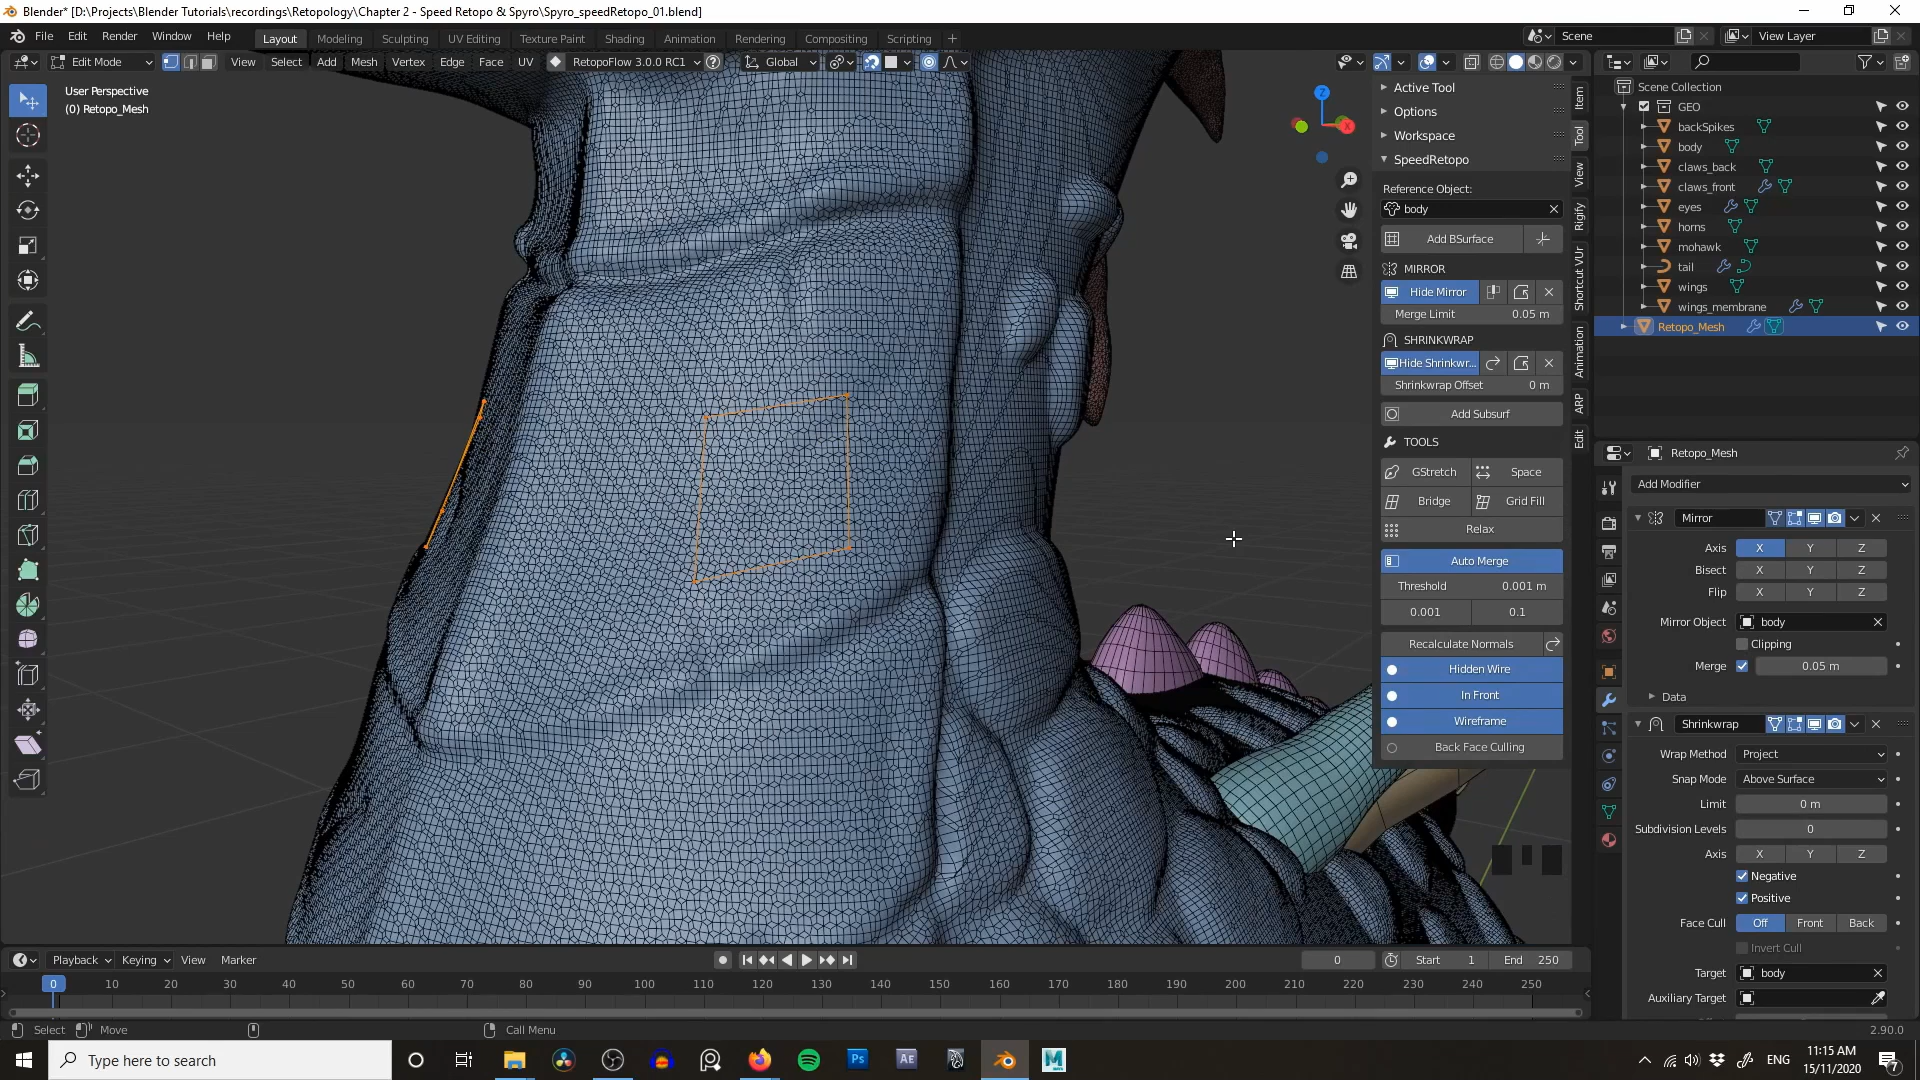 Blender* [D:\Projects\Blender Tutorials\recordings\Retopology\Chapter 2 - Speed Retopo & Spyro\Spyro_speedRetopo_01.blend]
File Edit Render Window Help Layout Modeling Sculpting UV Editing Texture Paint Shading Animation Rendering Compositing Scripting + Scene View Layer
Edit Mode View Select Add Mesh Vertex Edge Face UV RetopoFlow 3.0.0 RC1 Global
User Perspective
(0) Retopo_Mesh
Z
X
Active Tool
Options
Workspace
SpeedRetopo
Reference Object:
body
Add BSurface
MIRROR
Hide Mirror
Merge Limit 0.05 m
SHRINKWRAP
Hide Shrinkwr...
Shrinkwrap Offset 0 m
Add Subsurf
TOOLS
GStretch Space
Bridge Grid Fill
Relax
Auto Merge
Threshold 0.001 m
0.001 0.1
Recalculate Normals
Hidden Wire
In Front
Wireframe
Back Face Culling
Item
Tool
View
Rigify
Shortcut VUr
Animation
ARP
Edit
Scene Collection
GEO
backSpikes
body
claws_back
claws_front
eyes
horns
mohawk
tail
wings
wings_membrane
Retopo_Mesh
Retopo_Mesh
Add Modifier
Mirror
Axis X Y Z
Bisect X Y Z
Flip X Y Z
Mirror Object body
Clipping
Merge 0.05 m
Data
Shrinkwrap
Wrap Method Project
Snap Mode Above Surface
Limit 0 m
Subdivision Levels 0
Axis X Y Z
Negative
Positive
Face Cull Off Front Back
Invert Cull
Target body
Auxiliary Target
Playback Keying View Marker 0 Start 1 End 250
0 10 20 30 40 50 60 70 80 90 100 110 120 130 140 150 160 170 180 190 200 210 220 230 240 250
Select Move Call Menu 2.90.0
Type here to search
Ps
Ae
M
ENG
11:15 AM
15/11/2020
7